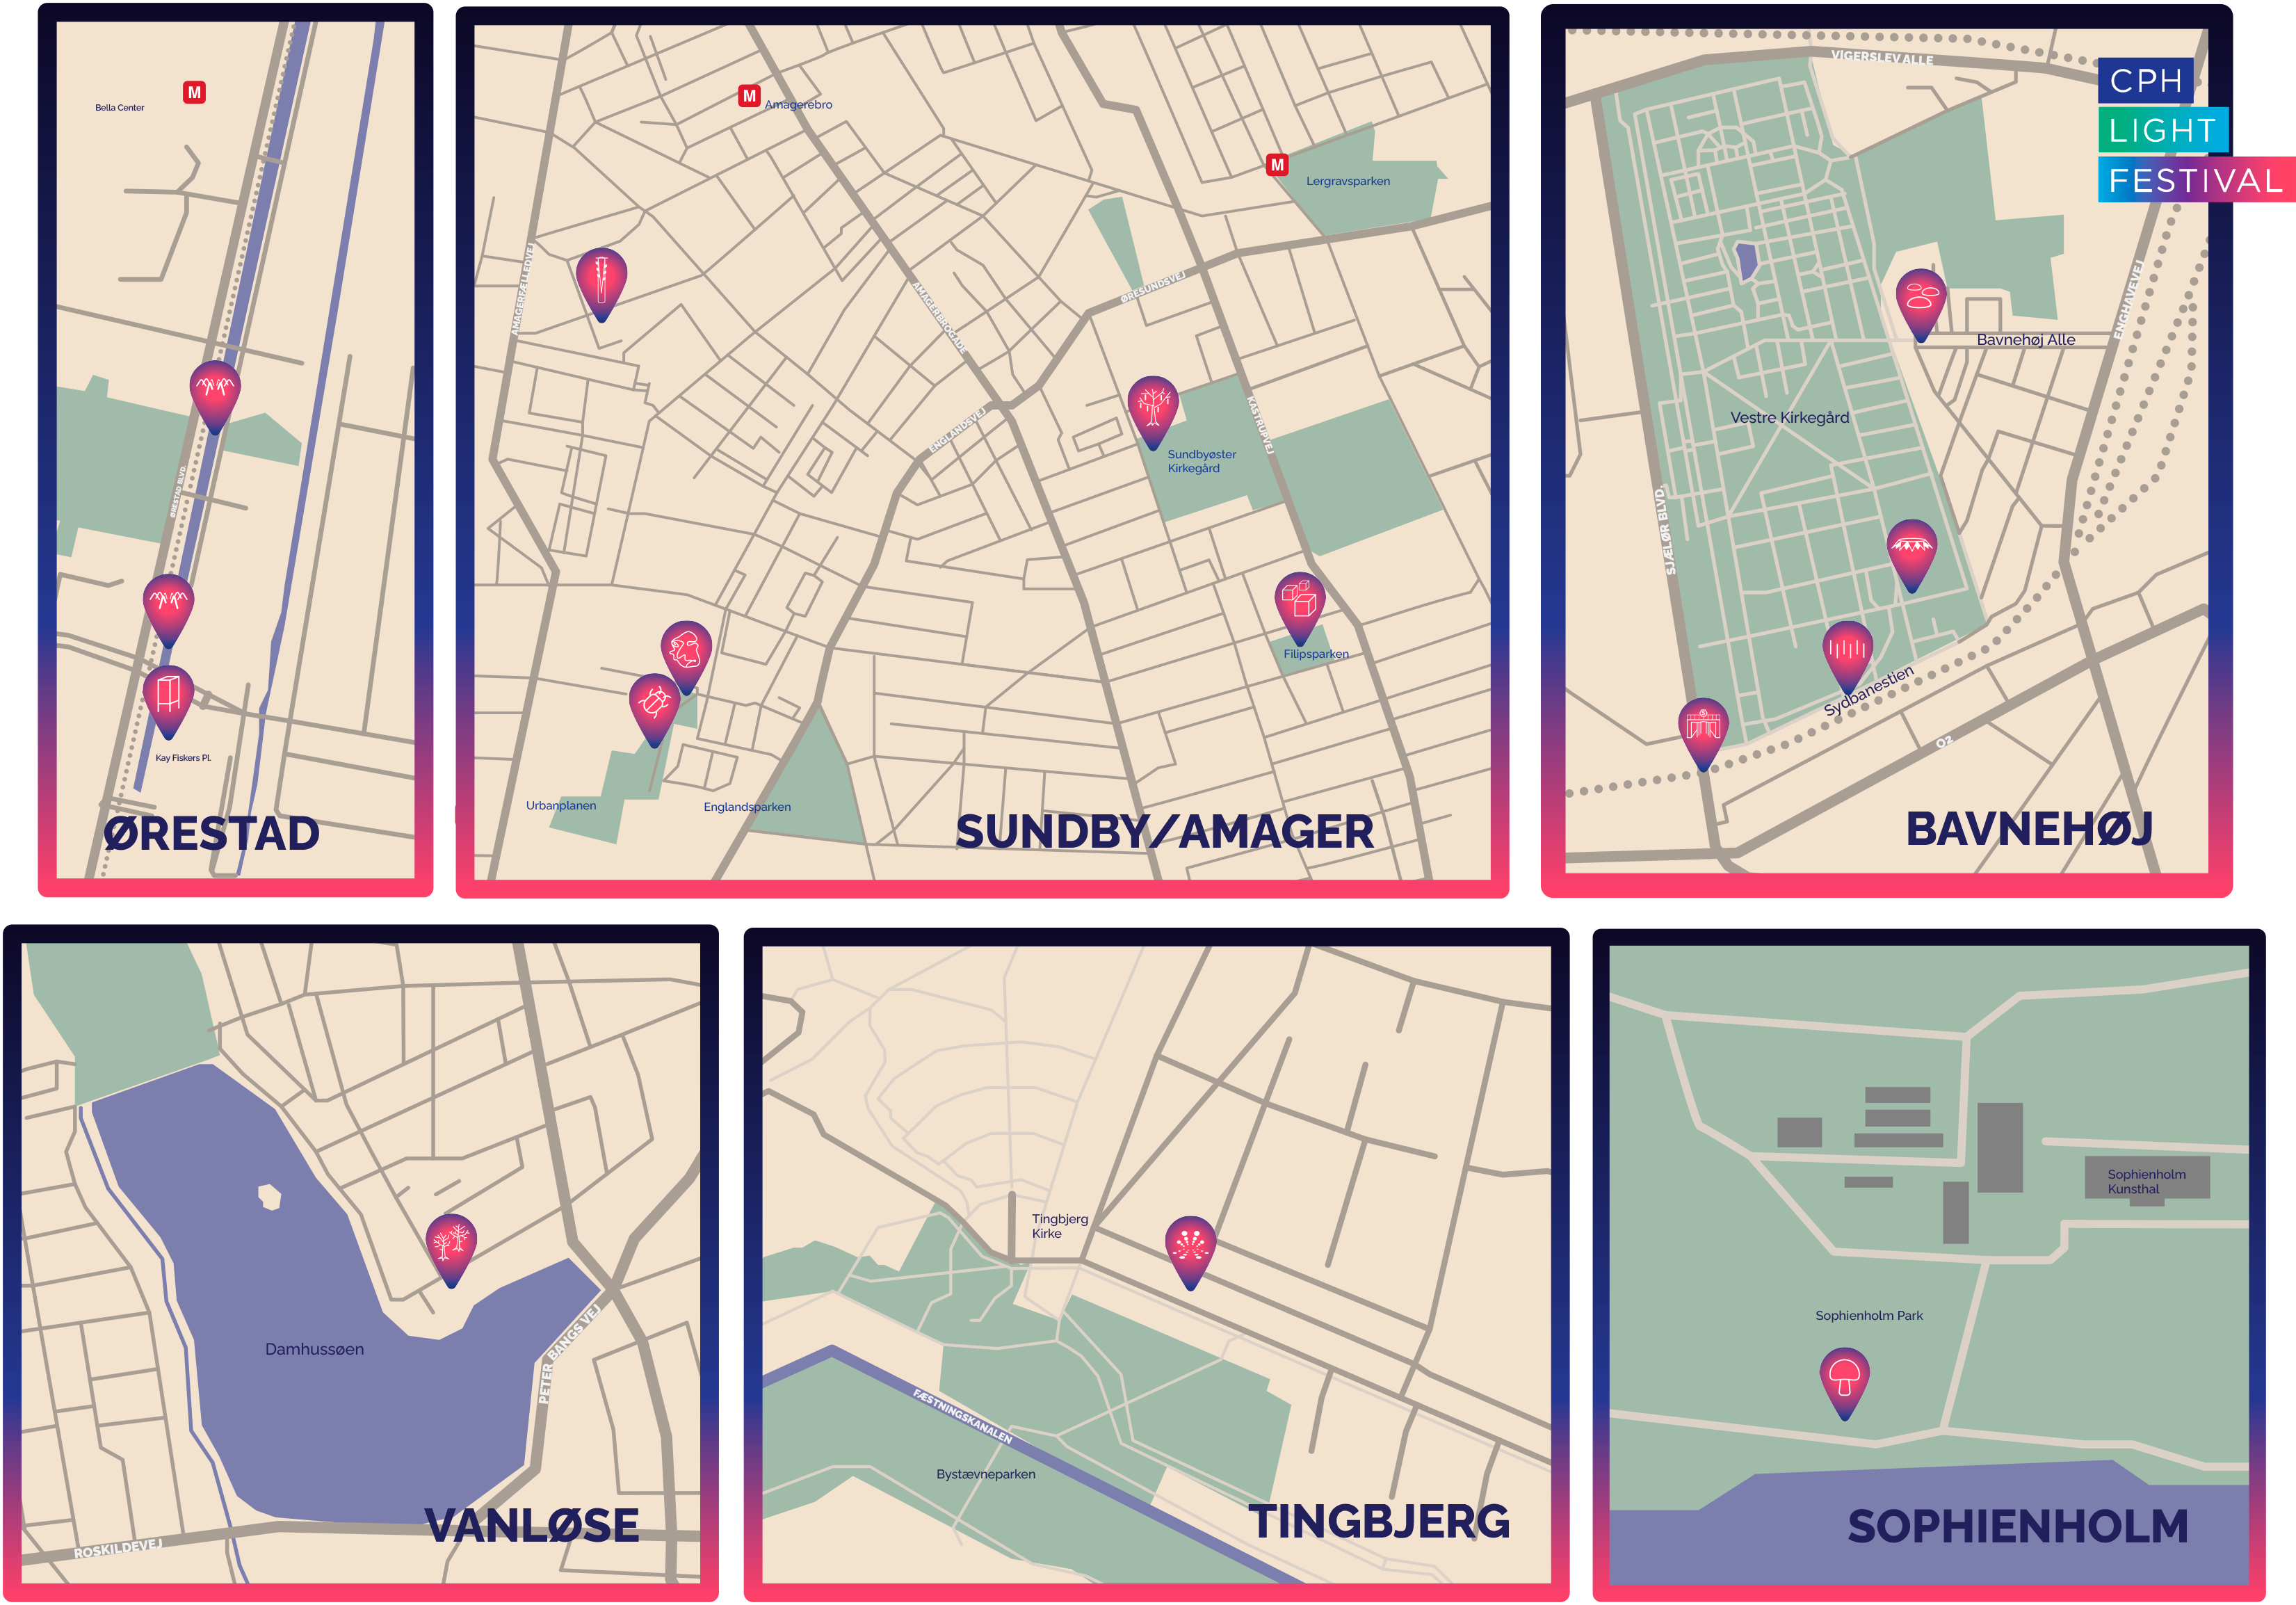 M
Bella Center
ØRESTAD BLVD.
Kay Fiskers Pl.
ØRESTAD
M
Amagerbro
M
Lergravsparken
AMAGERFÆLLEDVEJ
AMAGERBROGADE
ØRESUNDSVEJ
ENGLANDSVEJ
KASTRUPVEJ
Sundbyøster
Kirkegård
Filipsparken
Urbanplanen
Englandsparken
SUNDBY/AMAGER
VIGERSLEV ALLE
CPH
LIGHT
FESTIVAL
ENGHAVEVEJ
Bavnehøj Alle
Vestre Kirkegård
SJÆLØR BLVD.
Sydbanestien
O2
BAVNEHØJ
Damhussøen
PETER BANGS VEJ
ROSKILDEVEJ
VANLØSE
Tingbjerg
Kirke
FÆSTNINGSKANALEN
Bystævneparken
TINGBJERG
Sophienholm
Kunsthal
Sophienholm Park
SOPHIENHOLM